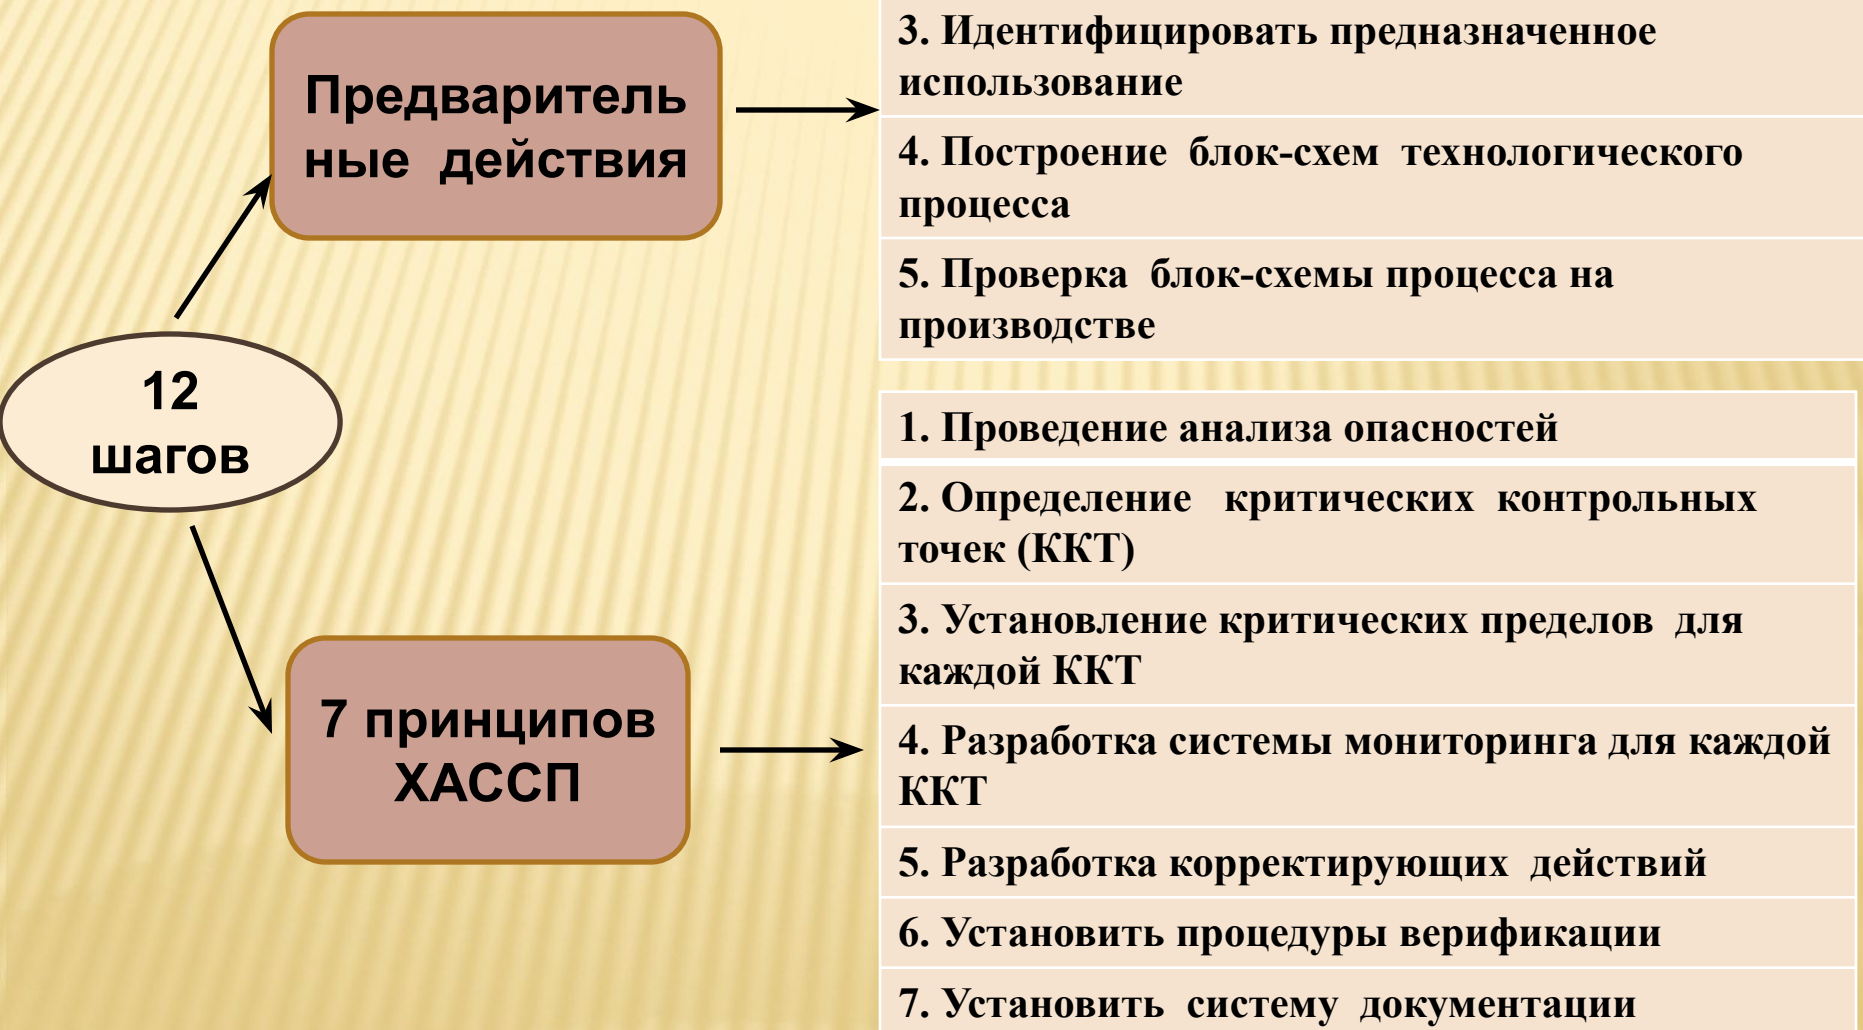 Предваритель
ные действия
3. Идентифицировать предназначенное
использование
4. Построение блок-схем технологического
процесса
5. Проверка блок-схемы процесса на
производстве
12
шагов
7 принципов
ХАССП
1. Проведение анализа опасностей
2. Определение критических контрольных
точек (ККТ)
3. Установление критических пределов для
каждой ККТ
4. Разработка системы мониторинга для каждой
ККТ
5. Разработка корректирующих действий
6. Установить процедуры верификации
7. Установить систему документации